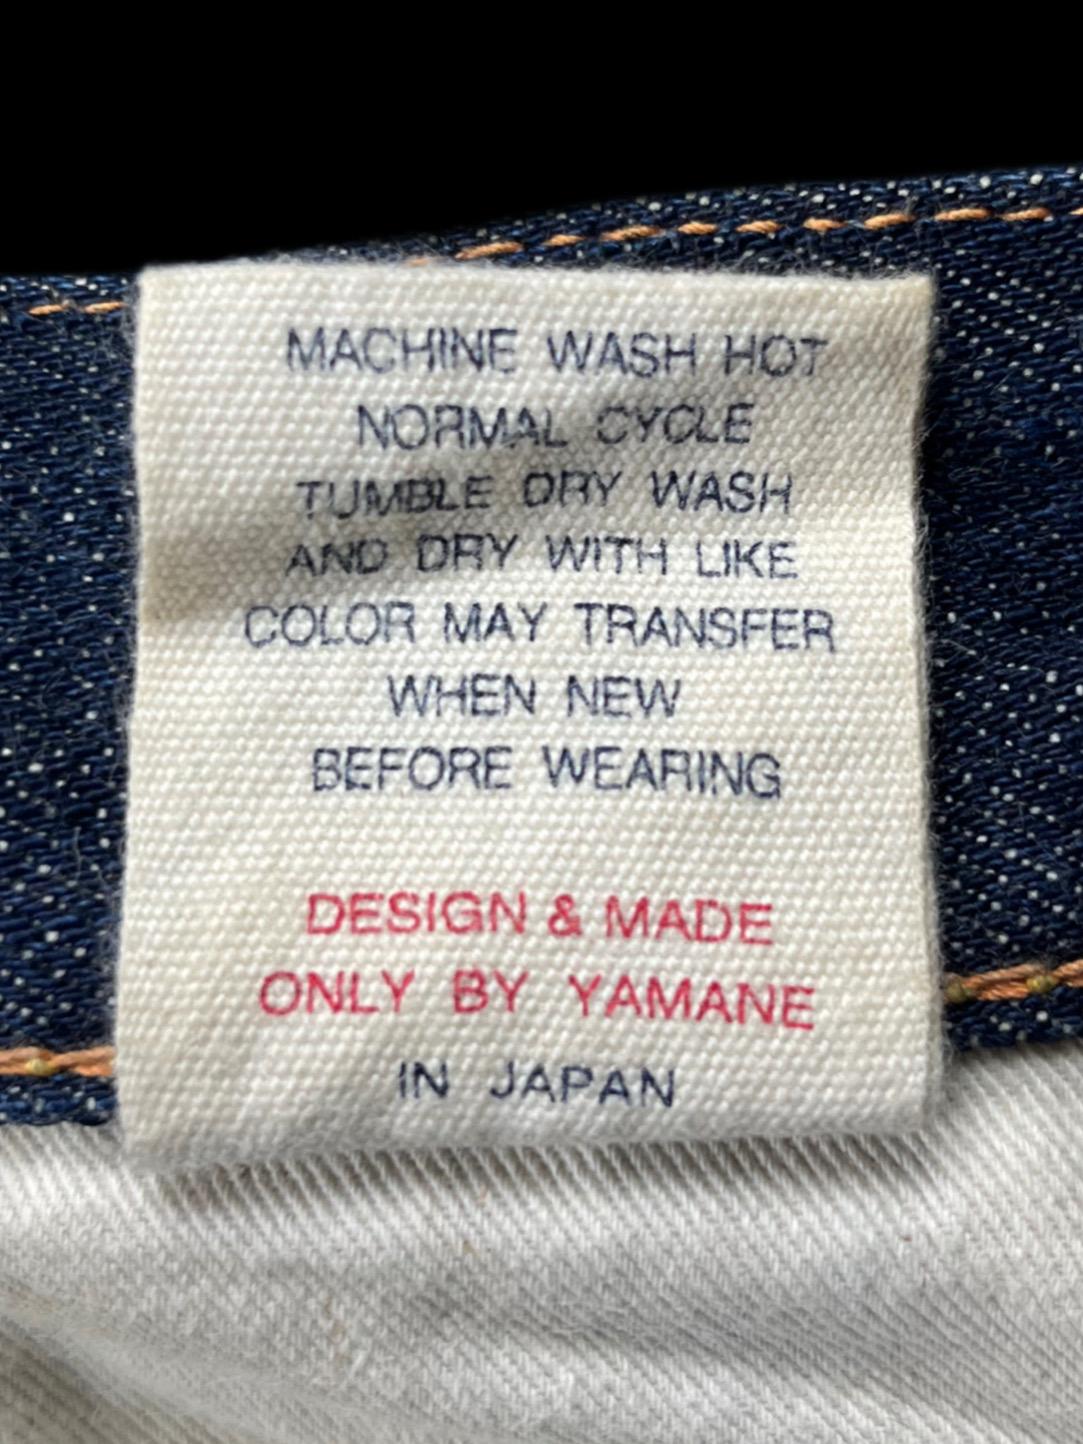 MACHINE WASH HOT
NORMAL CYCLE
TUMBLE DRY WASH
AND DRY WITH LIKE
COLOR MAY TRANSFER
WHEN NEW
BEFORE WEARING
DESIGN & MADE
ONLY BY YAMANE
IN JAPAN